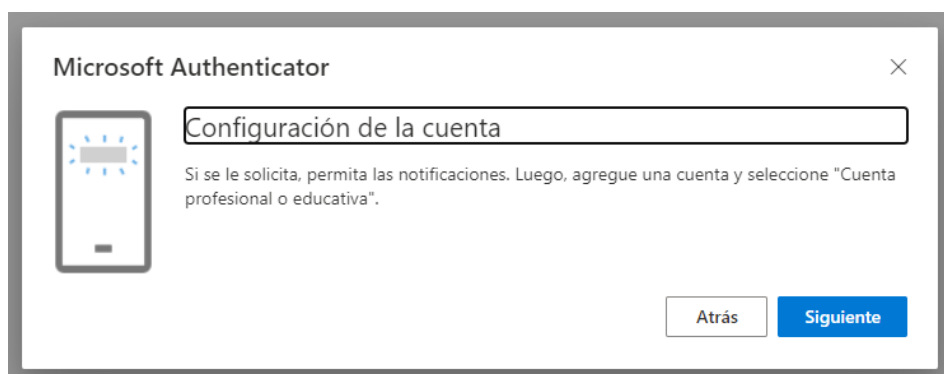 Microsoft Authenticator
Configuración de la cuenta
Si se le solicita, permita las notificaciones. Luego, agregue una cuenta y seleccione "Cuenta
profesional o educativa".
Atrás
Siguiente